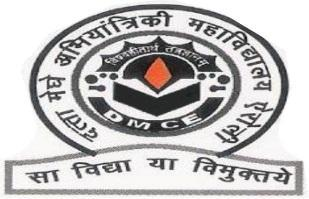 दत्ता मेघे अभियांत्रिकी महाविद्यालय ऐरोली
DMCE
सा विद्या या विमुक्तये